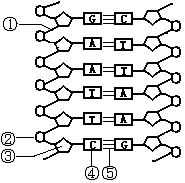 ① G C
A T
A T
T A
② T A
③ C G
④ ⑤